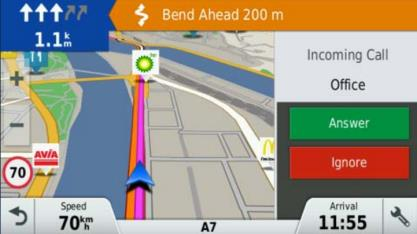 Bend Ahead 200 m
1.1 km
Incoming Call
Office
Answer
Ignore
AVIA
70
Speed
70 km/h
A7
Arrival
11:55